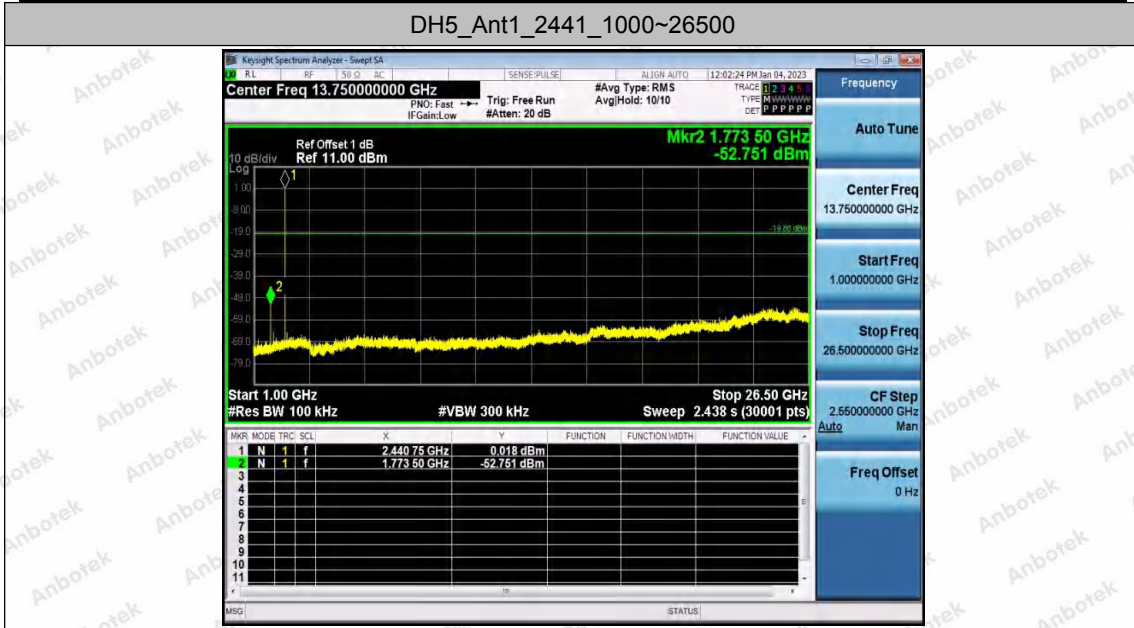 DH5_Ant1_2441_1000~26500
Keysight Spectrum Analyzer - Swept SA
RL RF 50 Ω AC SENSE:PULSE ALIGN AUTO 12:02:24 PM Jan 04, 2023
Center Freq 13.750000000 GHz
PNO: Fast
IFGain:Low
Trig: Free Run
#Atten: 20 dB
#Avg Type: RMS
Avg|Hold: 10/10
TRACE 1 2 3 4 5 6
TYPE M
DET P P P P P P
Frequency
Mkr2 1.773 50 GHz
-52.751 dBm
Ref Offset 1 dB
10 dB/div Ref 11.00 dBm
Log
1
1.00
-9.00
-19.0
-19.88 dBm
-29.0
-39.0
2
-49.0
-59.0
-69.0
-79.0
Start 1.00 GHz Stop 26.50 GHz
#Res BW 100 kHz #VBW 300 kHz Sweep 2.438 s (30001 pts)
MKR MODE TRC SCL X Y FUNCTION FUNCTION WIDTH FUNCTION VALUE
1 N 1 f 2.440 75 GHz 0.018 dBm
2 N 1 f 1.773 50 GHz -52.751 dBm
3
4
5
6
7
8
9
10
11
MSG STATUS
Auto Tune
Center Freq
13.750000000 GHz
Start Freq
1.000000000 GHz
Stop Freq
26.500000000 GHz
CF Step
2.550000000 GHz
Auto Man
Freq Offset
0 Hz
Anbotek